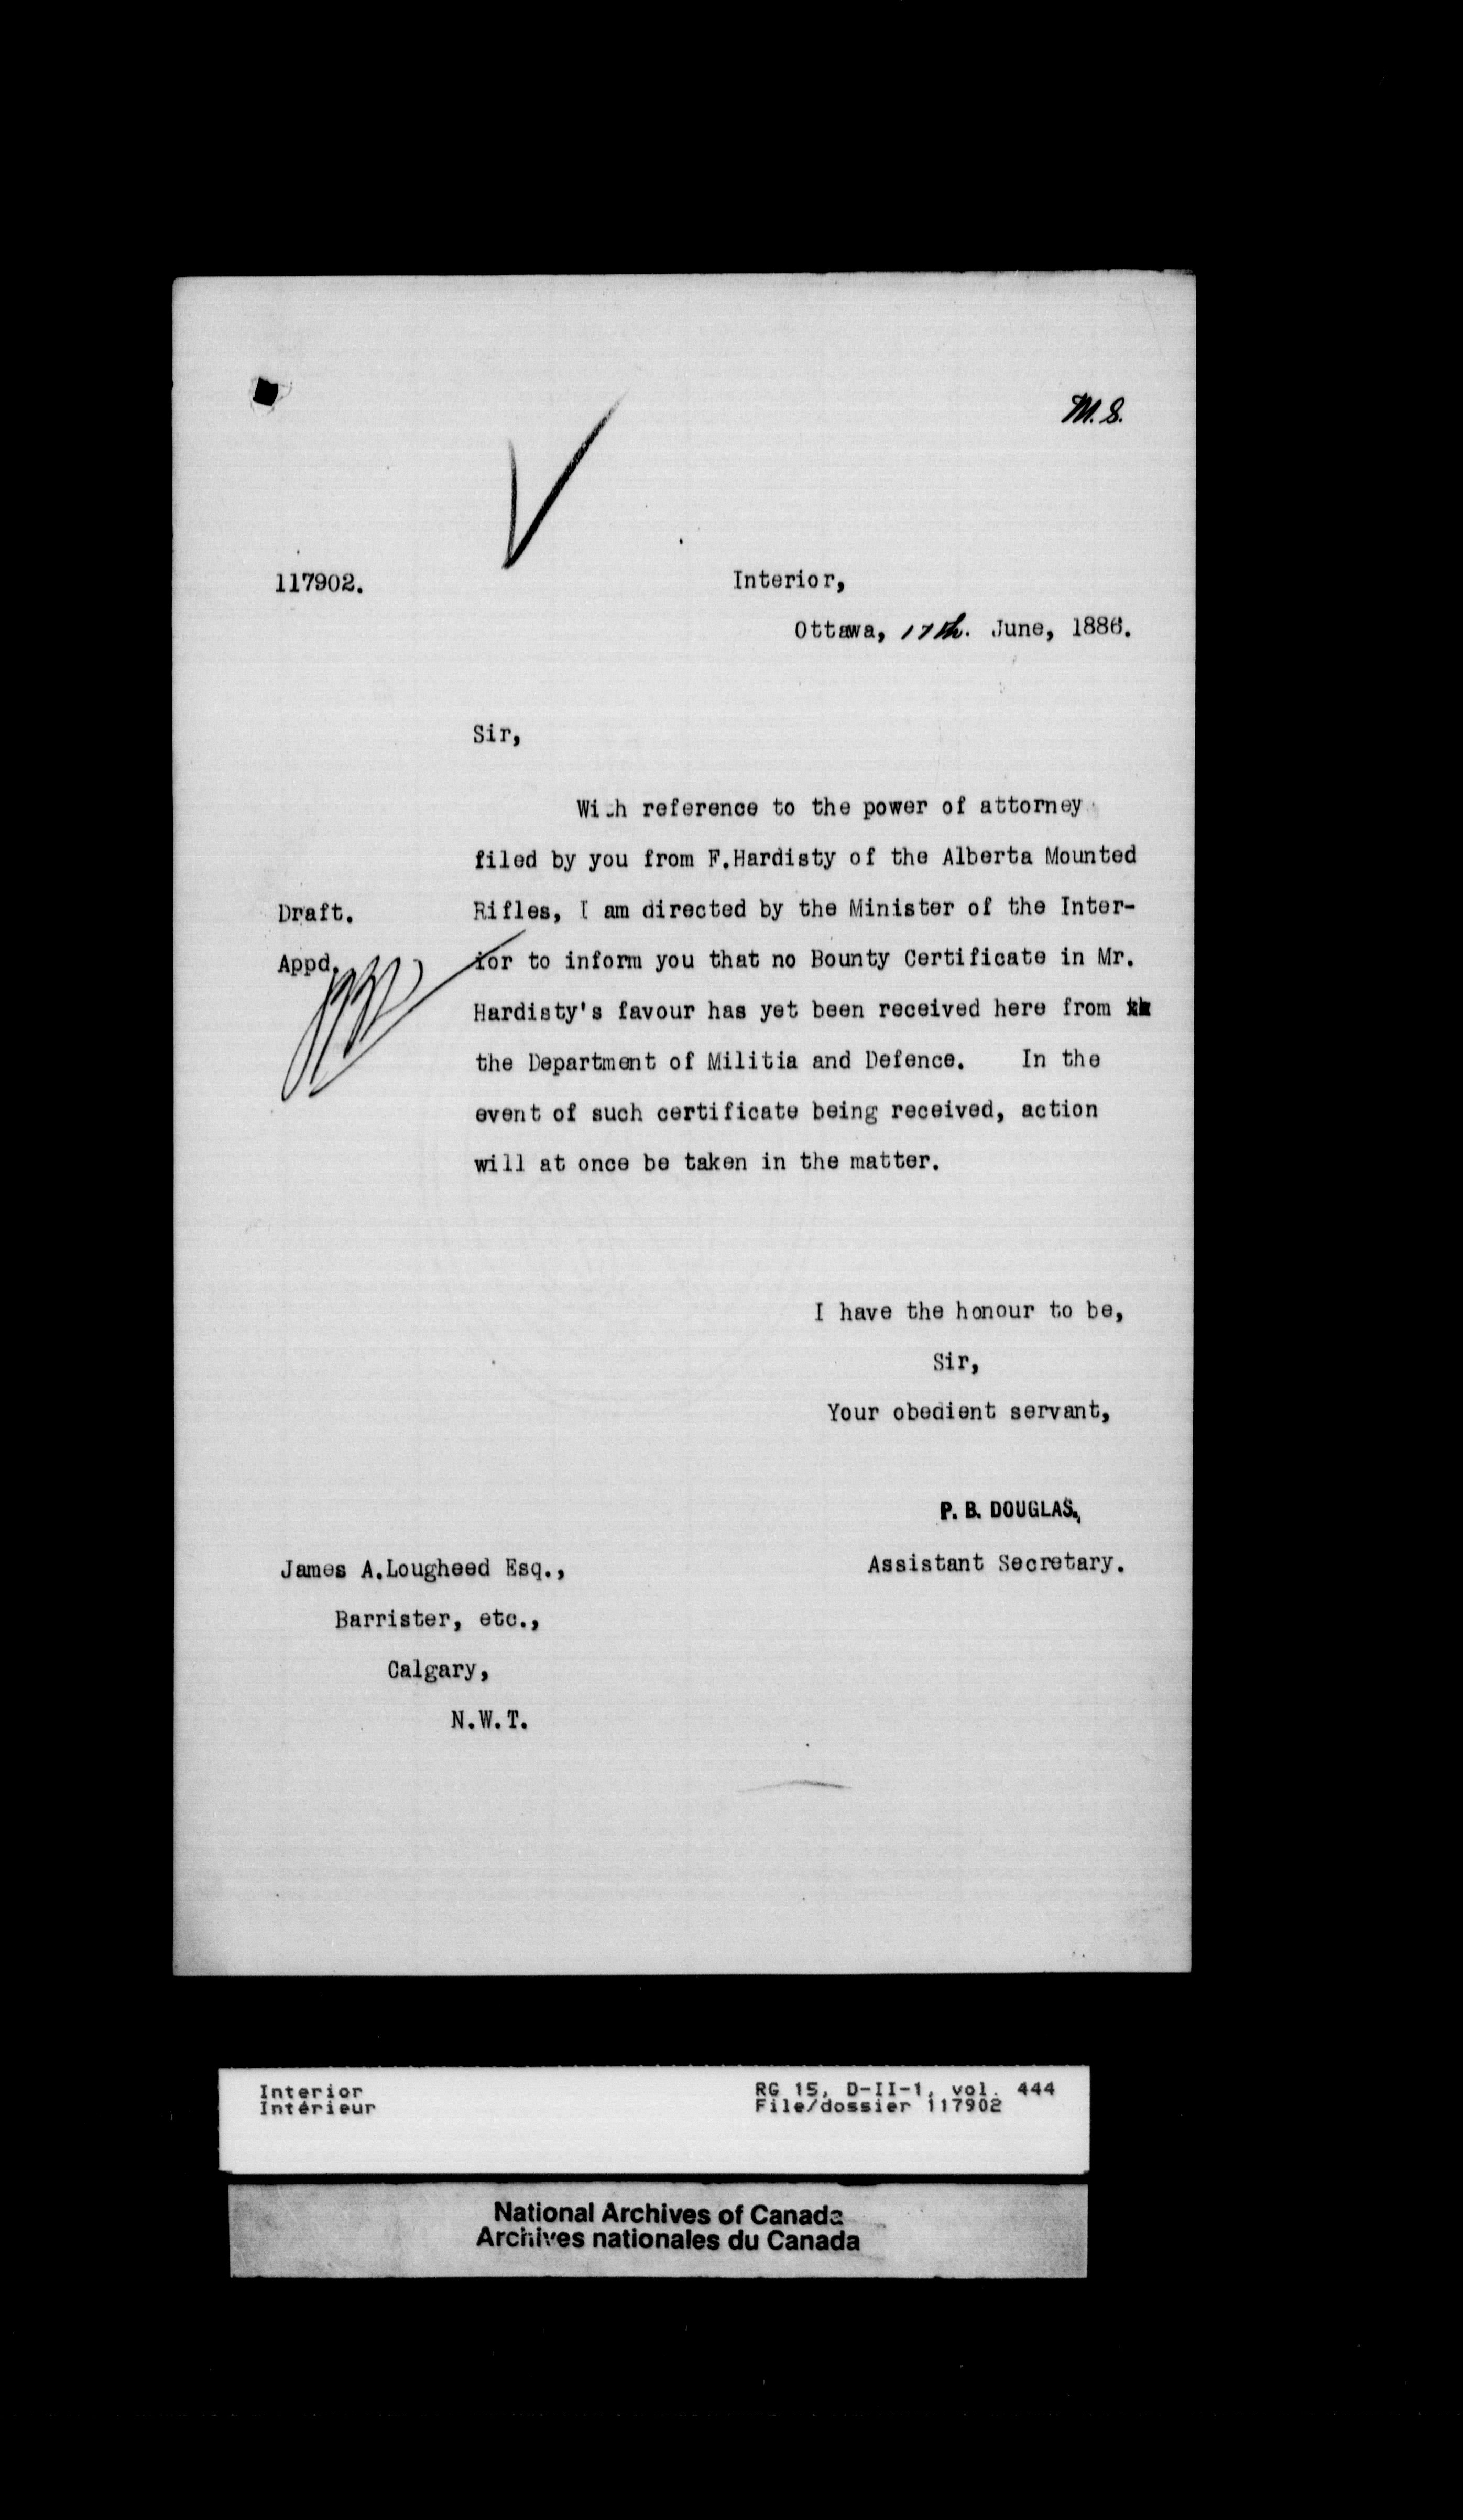 M.S.
117902.
Interior,
Ottawa, 17th. June, 1886.
Sir,
With reference to the power of attorney
filed by you from F.Hardisty of the Alberta Mounted
Draft.
Rifles, I am directed by the Minister of the Inter-
Appd.
ior to inform you that no Bounty Certificate in Mr.
Hardisty's favour has yet been received here from
the Department of Militia and Defence. In the
event of such certificate being received, action
will at once be taken in the matter.
I have the honour to be,
Sir,
Your obedient servant,
P. B. DOUGLAS.,
Assistant Secretary.
James A.Lougheed Esq.,
Barrister, etc.,
Calgary,
N.W.T.
Interior
Intérieur
RG 15, D-II-1, vol. 444
File/dossier 117902
National Archives of Canada
Archives nationales du Canada